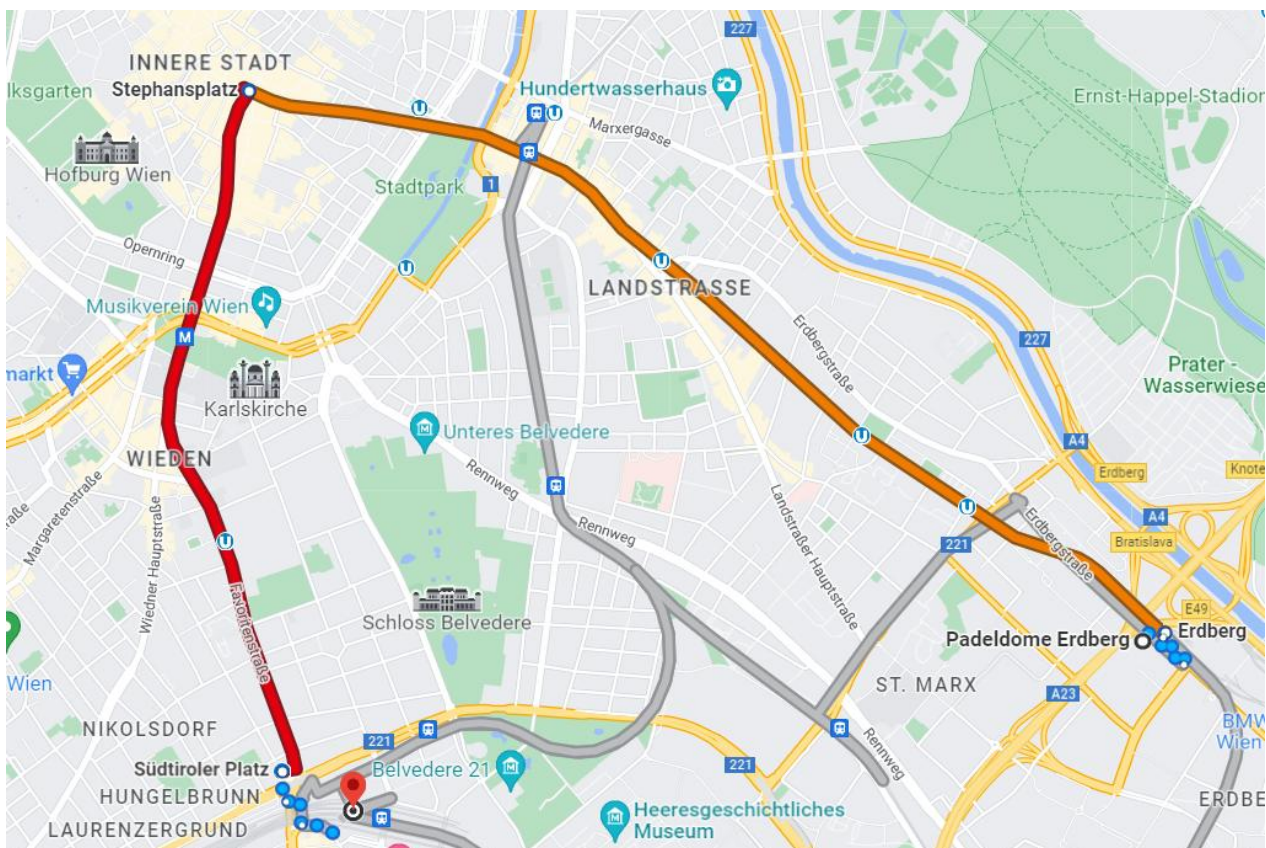 227
INNERE STADT
Stephansplatz
lksgarten
Hundertwasserhaus
Ernst-Happel-Stadion
Marxergasse
Hofburg Wien
Stadtpark
1
Opernring
LANDSTRASSE
Musikverein Wien
M
Erdbergstraße
227
Prater -
Wasserwiese
markt
Karlskirche
Unteres Belvedere
A4
WIEDEN
Erdberg
Knote
Margaretenstraße
Wiedner Hauptstraße
Rennweg
Landstraßer Hauptstraße
Rennweg
Erdbergstraße
A4
221
Bratislava
Favoritenstraße
Schloss Belvedere
E49
Erdberg
Padeldome Erdberg
Wien
ST. MARX
A23
NIKOLSDORF
221
BMW
Wien
Rennweg
Südtiroler Platz
Belvedere 21
221
HUNGELBRUNN
Heeresgeschichtliches
Museum
ERDBE
LAURENZERGRUND